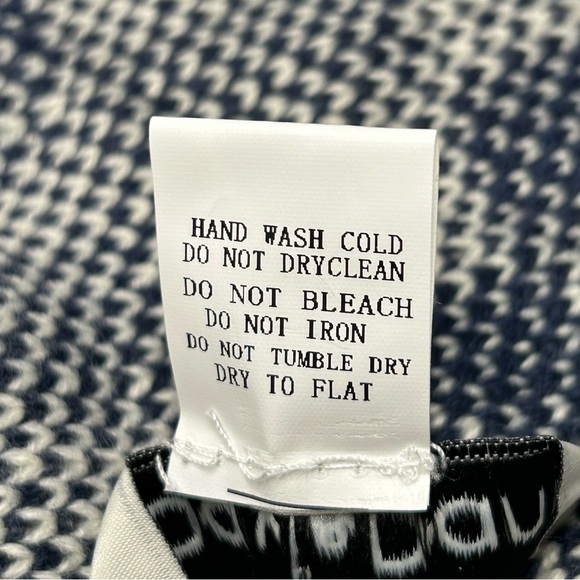 HAND WASH COLD
DO NOT DRYCLEAN
DO NOT BLEACH
DO NOT IRON
DO NOT TUMBLE DRY
DRY TO FLAT